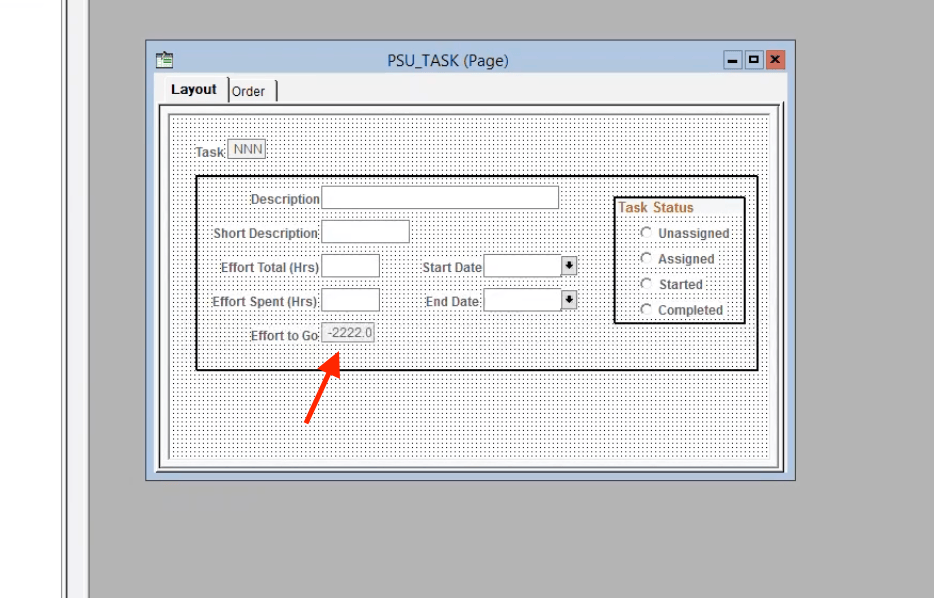 PSU_TASK (Page)
Layout Order
Task NNN
Description
Task Status
Short Description
Unassigned
Effort Total (Hrs) Start Date
Assigned
Effort Spent (Hrs) End Date
Started
Completed
Effort to Go -2222.0